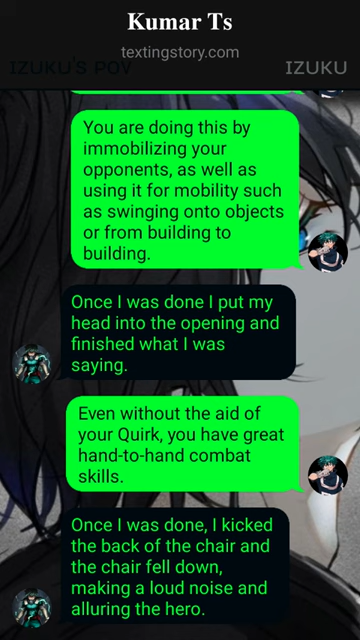 Kumar Ts
textingstory.com
IZUKU'S POV
IZUKU
You are doing this by
immobilizing your
opponents, as well as
using it for mobility such
as swinging onto objects
or from building to
building.
Once I was done I put my
head into the opening and
finished what I was
saying.
Even without the aid of
your Quirk, you have great
hand-to-hand combat
skills.
Once I was done, I kicked
the back of the chair and
the chair fell down,
making a loud noise and
alluring the hero.